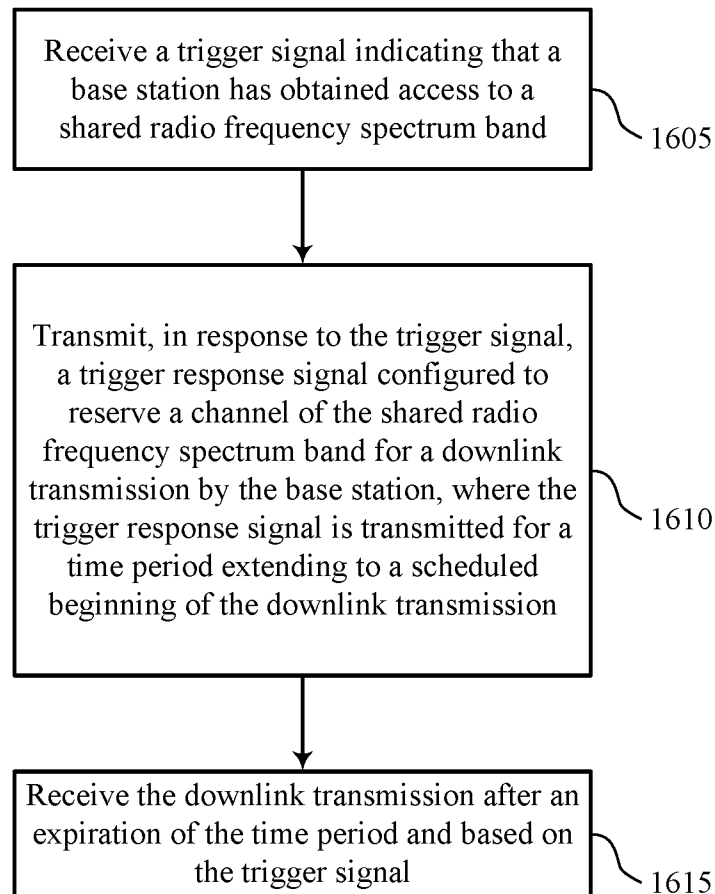 Receive a trigger signal indicating that a
base station has obtained access to a
shared radio frequency spectrum band
1605
Transmit, in response to the trigger signal,
a trigger response signal configured to
reserve a channel of the shared radio
frequency spectrum band for a downlink
transmission by the base station, where the
trigger response signal is transmitted for a
time period extending to a scheduled
beginning of the downlink transmission
1610
Receive the downlink transmission after an
expiration of the time period and based on
the trigger signal
1615